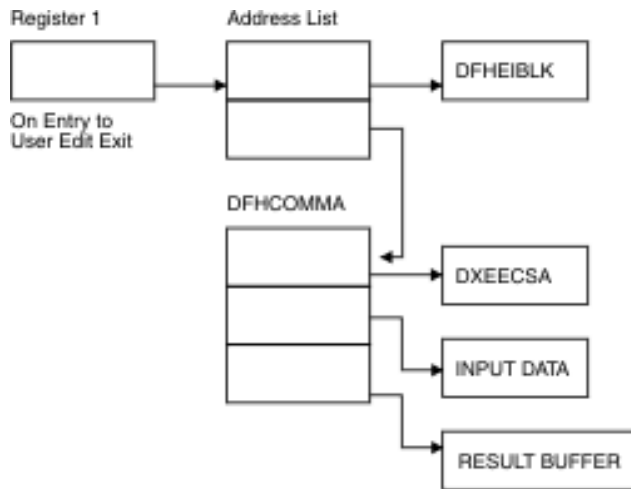 Register 1
Address List
DFHEIBLK
On Entry to
User Edit Exit
DFHCOMMA
DXEECSA
INPUT DATA
RESULT BUFFER